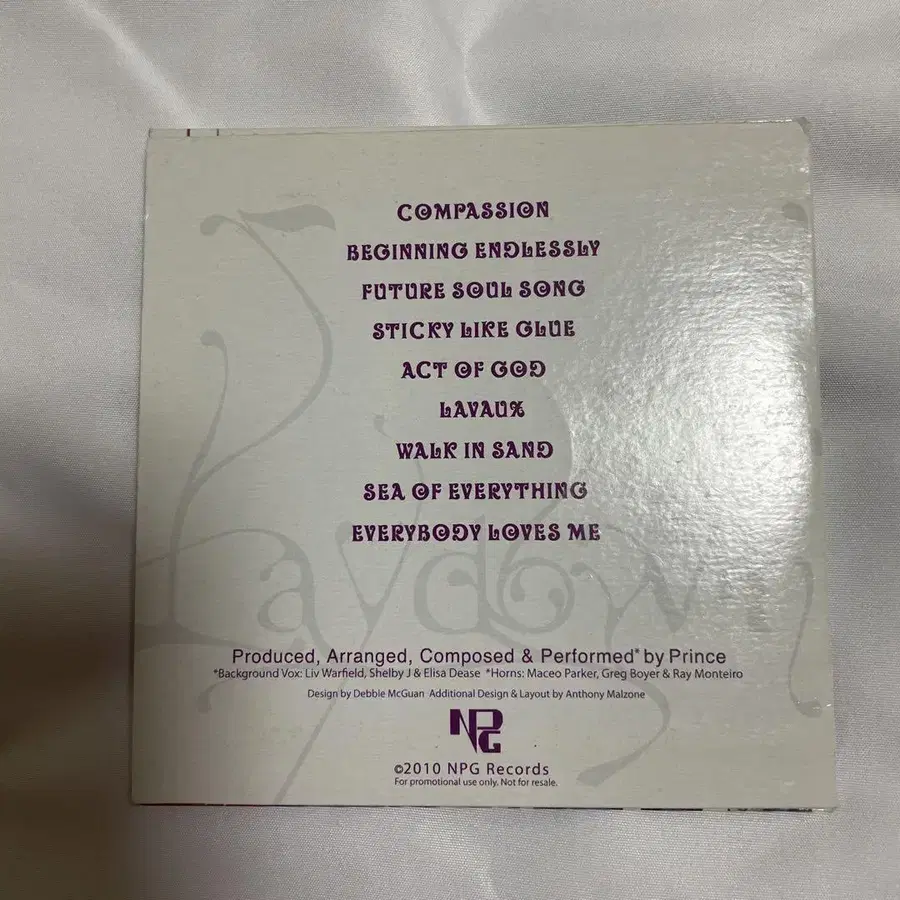 COMPASSION
BEGINNING ENDLESSLY
FUTURE SOUL SONG
STICKY LIKE GLUE
ACT OF GOD
LAVAUX
WALK IN SAND
SEA OF EVERYTHING
EVERYBODY LOVES ME
Laydown
Produced, Arranged, Composed & Performed* by Prince
*Background Vox: Liv Warfield, Shelby J & Elisa Dease *Horns: Maceo Parker, Greg Boyer & Ray Monteiro
Design by Debbie McGuan Additional Design & Layout by Anthony Malzone
NPG
©2010 NPG Records
For promotional use only. Not for resale.